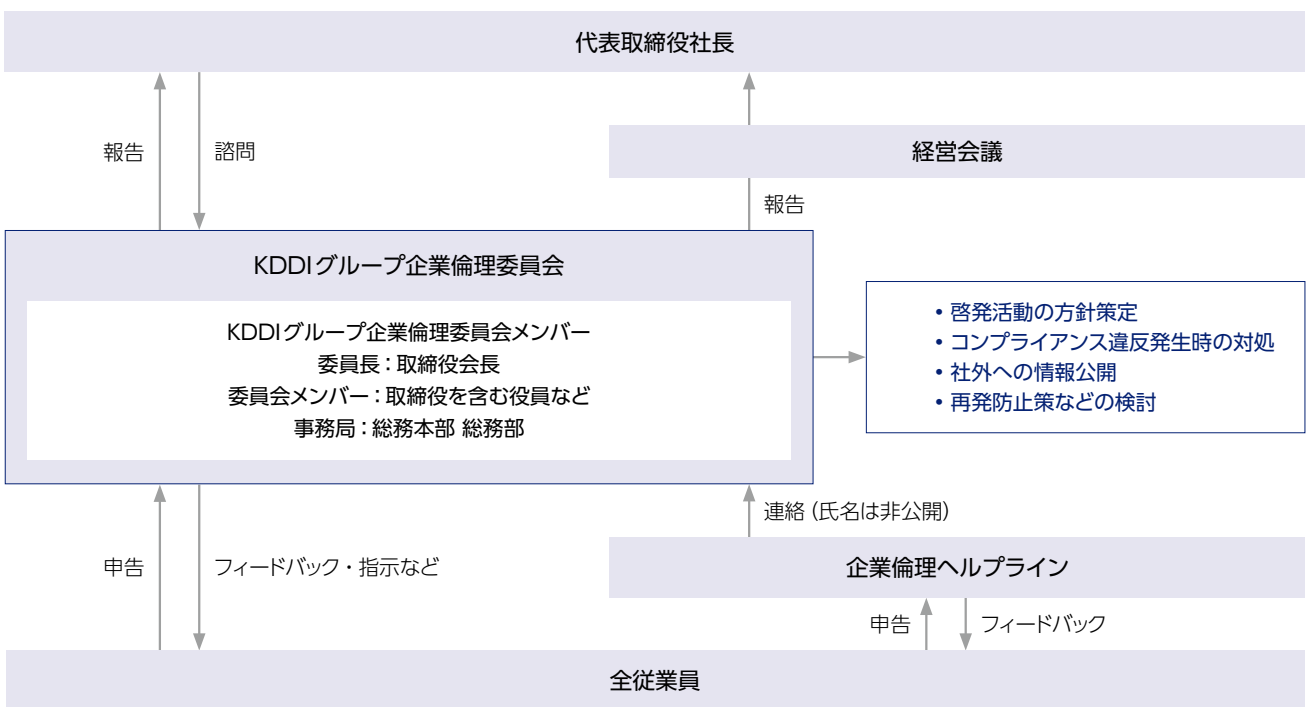 代表取締役社長
報告
諮問
経営会議
報告
KDDIグループ企業倫理委員会
KDDIグループ企業倫理委員会メンバー
委員長：取締役会長
委員会メンバー：取締役を含む役員など
事務局：総務本部 総務部
• 啓発活動の方針策定
• コンプライアンス違反発生時の対処
• 社外への情報公開
• 再発防止策などの検討
連絡（氏名は非公開）
申告
フィードバック・指示など
企業倫理ヘルプライン
申告
フィードバック
全従業員